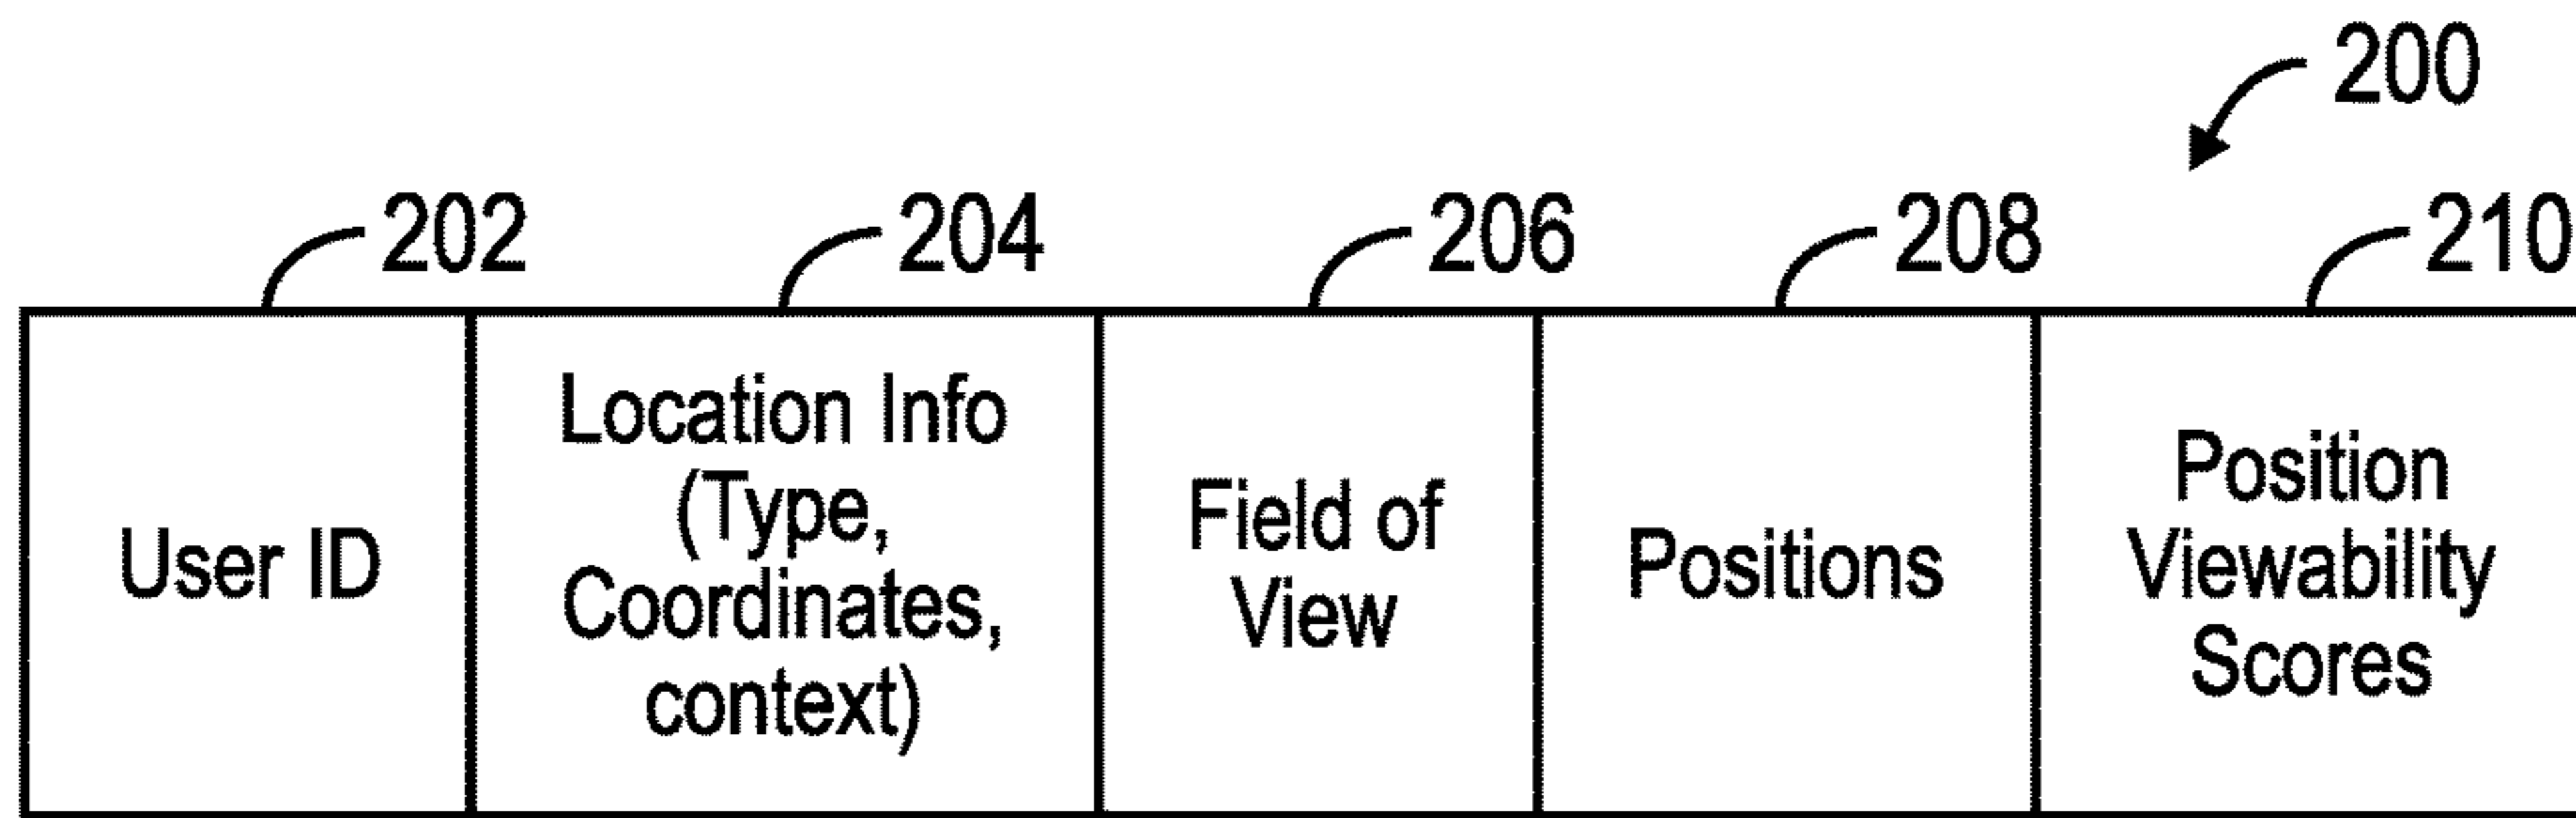 200
202
204
206
208
210
User ID
Location Info
(Type,
Coordinates,
context)
Field of
View
Positions
Position
Viewability
Scores